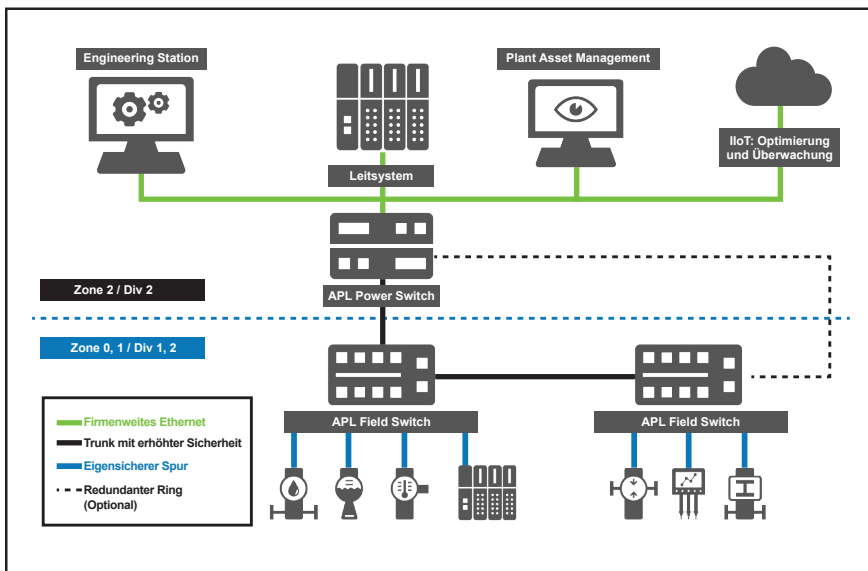 Engineering Station
Plant Asset Management
IIoT: Optimierung
und Überwachung
Leitsystem
APL Power Switch
Zone 2 / Div 2
Zone 0, 1 / Div 1, 2
APL Field Switch
APL Field Switch
Firmenweites Ethernet
Trunk mit erhöhter Sicherheit
Eigensicherer Spur
Redundanter Ring
(Optional)